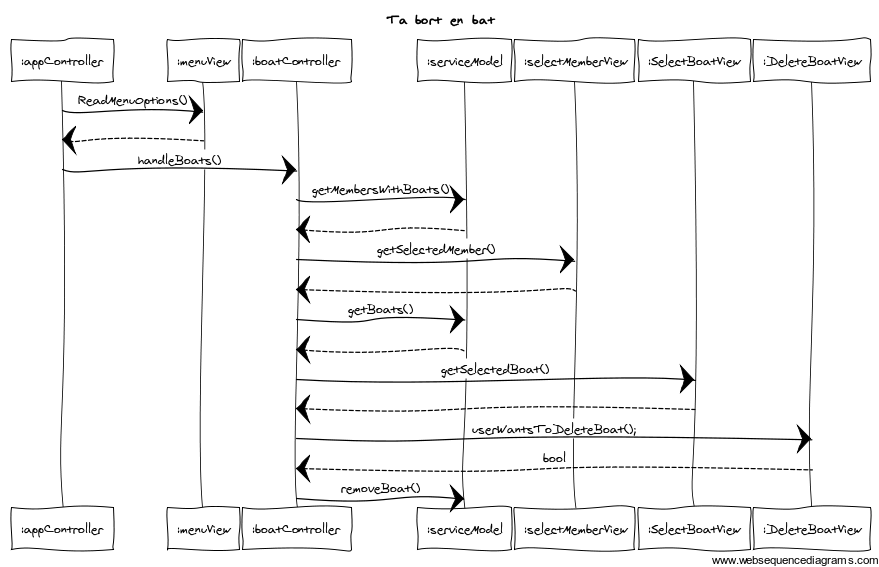 Ta bort en bat
:appController :menuView :boatController :serviceModel :selectMemberView :SelectBoatView :DeleteBoatView
ReadMenuOptions()
handleBoats()
getMembersWithBoats()
getSelectedMember()
getBoats()
getSelectedBoat()
userWantsToDeleteBoat();
bool
removeBoat()
:appController :menuView :boatController :serviceModel :selectMemberView :SelectBoatView :DeleteBoatView
www.websequencediagrams.com